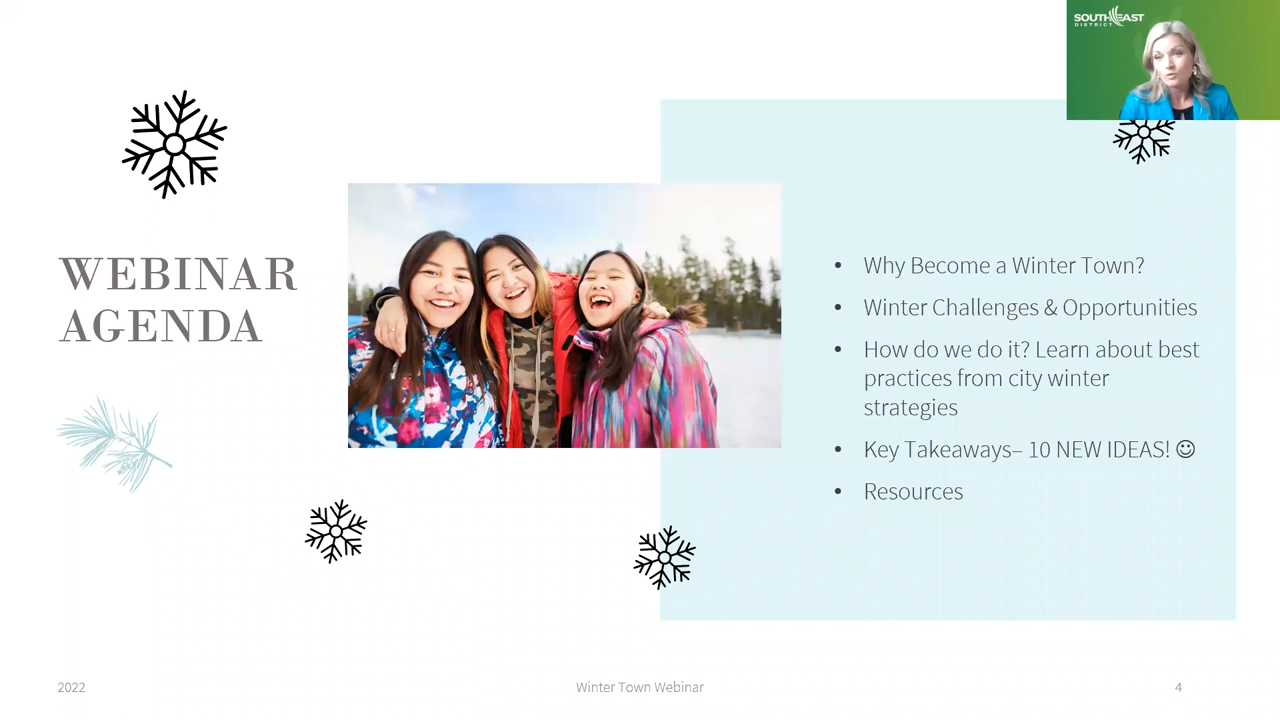 SOUTHEAST
DISTRICT
WEBINAR
AGENDA
• Why Become a Winter Town?
• Winter Challenges & Opportunities
• How do we do it? Learn about best
practices from city winter
strategies
• Key Takeaways– 10 NEW IDEAS! ☺
• Resources
2022
Winter Town Webinar
4